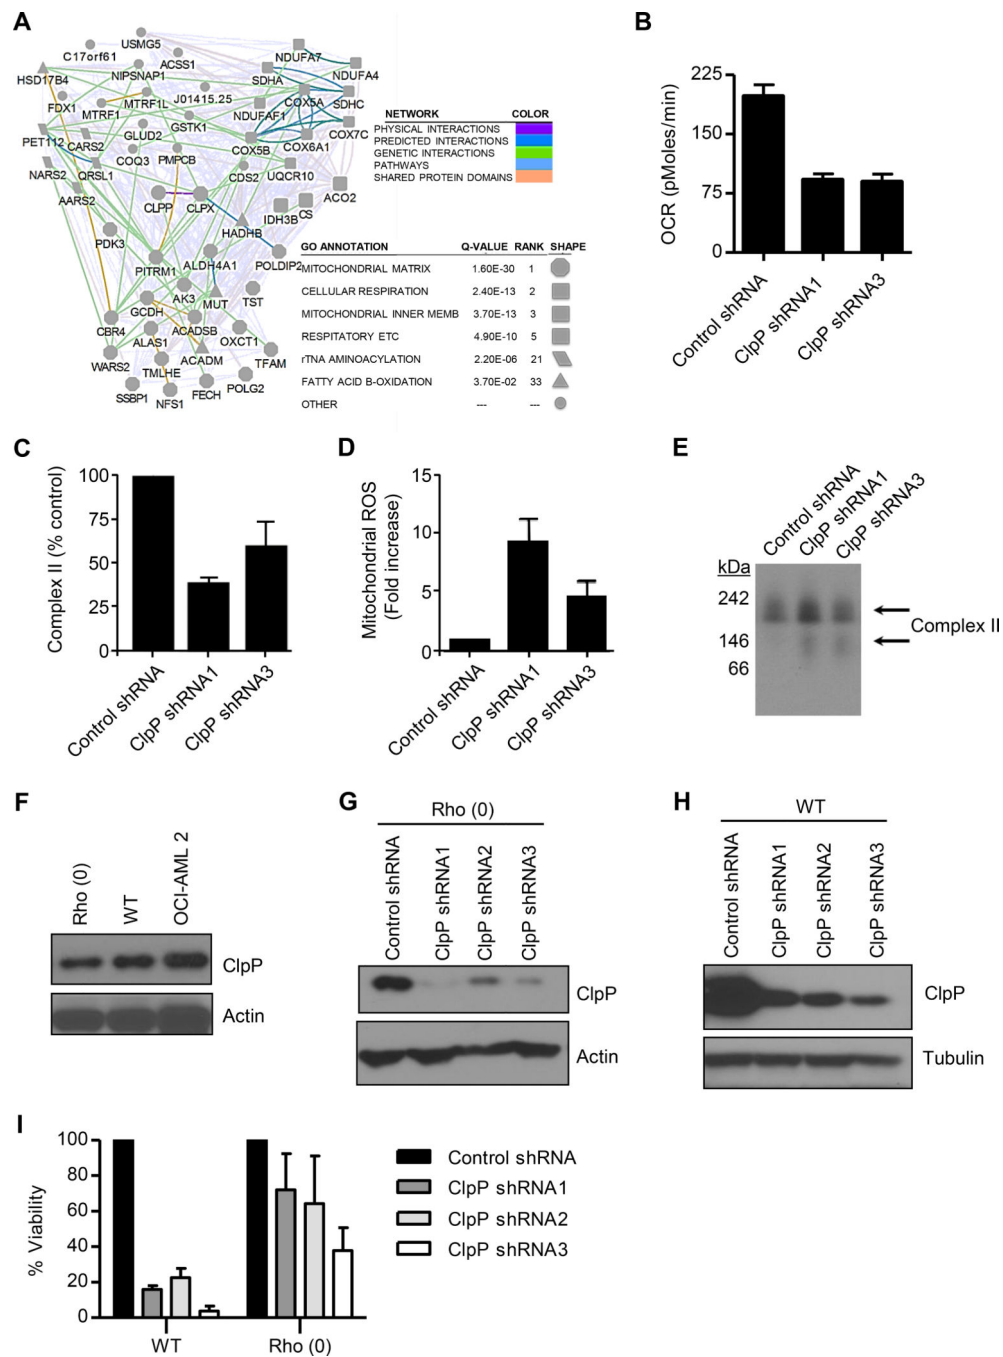 A
USMG5
C17orf61
ACSS1
NDUFA7
HSD17B4
NIPSNAP1
SDHA
NDUFA4
FDX1
MTRF1L
J01415.25
COX5A
SDHC
MTRF1
GSTK1
NDUFAF1
PET112
GLUD2
COX7C
CARS2
COQ3
PMPCB
COX5B
COX6A1
NARS2
QRSL1
CDS2
UQCR10
AARS2
CLPP
CLPX
ACO2
IDH3B
CS
HADHB
PDK3
PITRM1
ALDH4A1
POLDIP2
AK3
MUT
TST
GCDH
CBR4
ACADSB
ALAS1
OXCT1
WARS2
ACADM
TFAM
TMLHE
SSBP1
NFS1
FECH
POLG2
NETWORK COLOR
PHYSICAL INTERACTIONS
PREDICTED INTERACTIONS
GENETIC INTERACTIONS
PATHWAYS
SHARED PROTEIN DOMAINS
GO ANNOTATION Q-VALUE RANK SHAPE
MITOCHONDRIAL MATRIX 1.60E-30 1
CELLULAR RESPIRATION 2.40E-13 2
MITOCHONDRIAL INNER MEMB 3.70E-13 3
RESPIRATORY ETC 4.90E-10 5
rTNA AMINOACYLATION 2.20E-06 21
FATTY ACID B-OXIDATION 3.70E-02 33
OTHER --- ---
B
OCR (pMoles/min)
225
150
75
0
Control shRNA
ClpP shRNA1
ClpP shRNA3
C
Complex II (% control)
100
75
50
25
0
Control shRNA
ClpP shRNA1
ClpP shRNA3
D
Mitochondrial ROS
(Fold increase)
15
10
5
0
Control shRNA
ClpP shRNA1
ClpP shRNA3
E
Control shRNA
ClpP shRNA1
ClpP shRNA3
kDa
242
146
66
Complex II
F
Rho (0)
WT
OCI-AML 2
ClpP
Actin
G
Rho (0)
Control shRNA
ClpP shRNA1
ClpP shRNA2
ClpP shRNA3
ClpP
Actin
H
WT
Control shRNA
ClpP shRNA1
ClpP shRNA2
ClpP shRNA3
ClpP
Tubulin
I
% Viability
100
80
60
40
20
0
WT
Rho (0)
Control shRNA
ClpP shRNA1
ClpP shRNA2
ClpP shRNA3